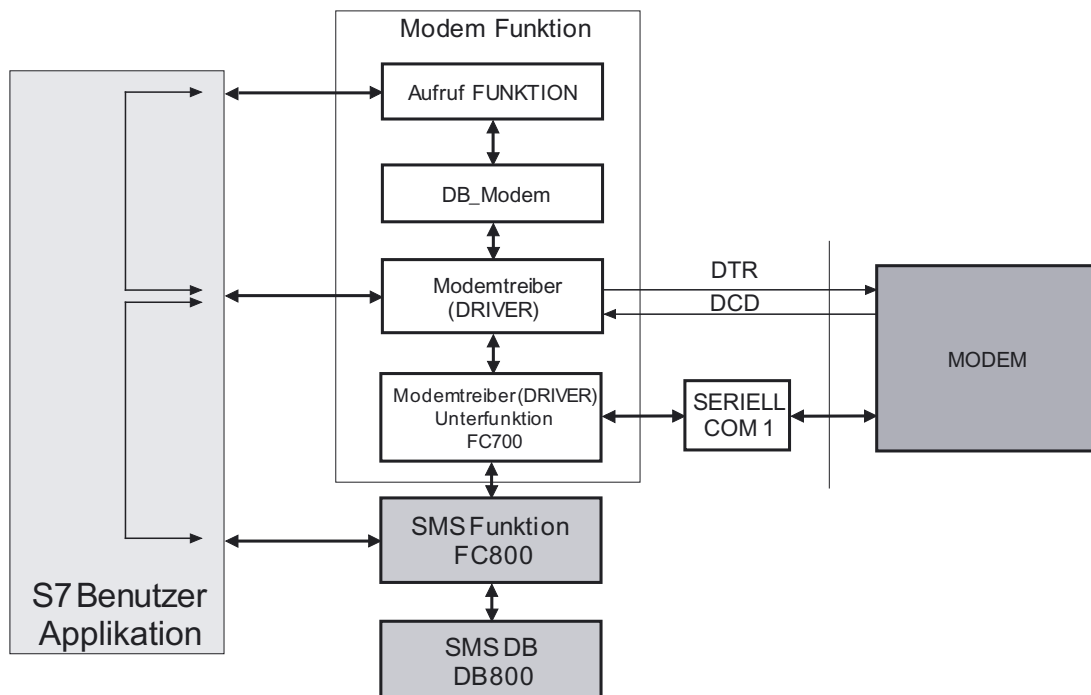 Modem Funktion
Aufruf FUNKTION
DB_Modem
Modemtreiber
(DRIVER)
DTR
DCD
MODEM
Modemtreiber(DRIVER)
Unterfunktion
FC700
SERIELL
COM 1
SMS Funktion
FC800
S7 Benutzer
Applikation
SMS DB
DB800